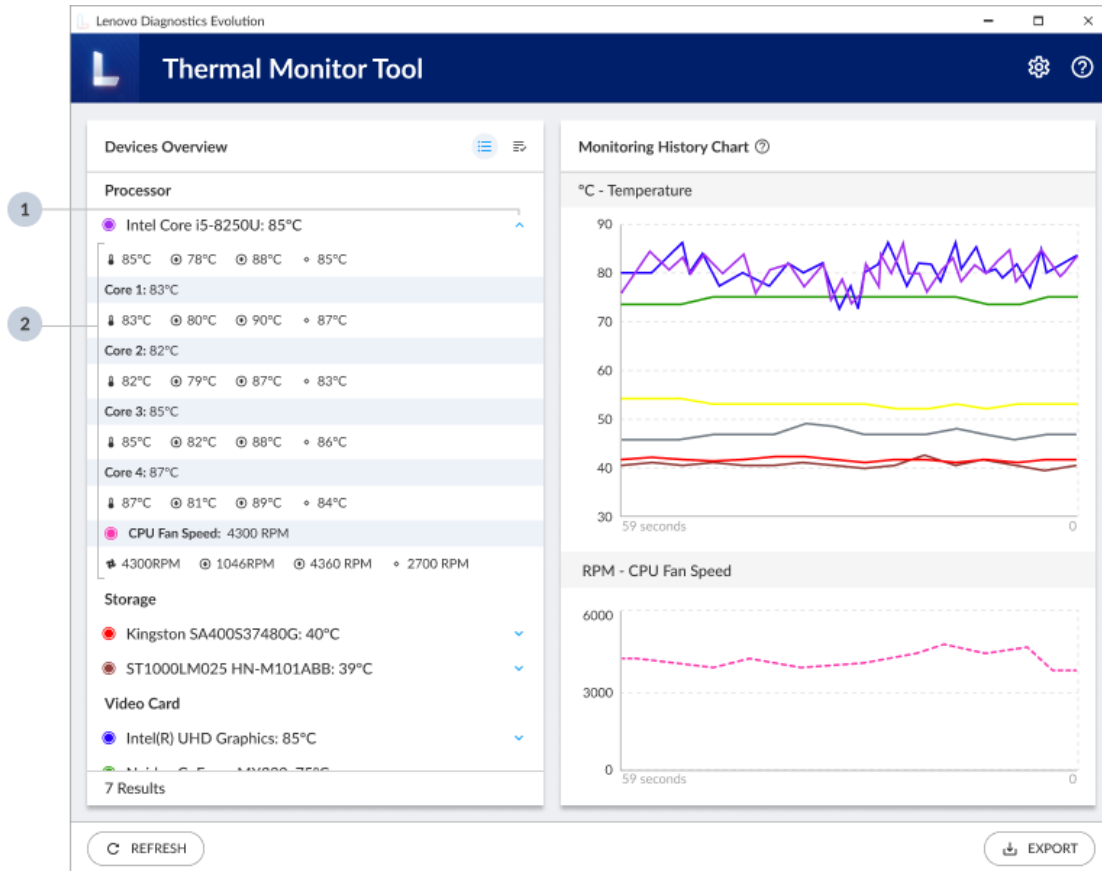 Lenovo Diagnostics Evolution
Thermal Monitor Tool
Devices Overview
Processor
1
Intel Core i5-8250U: 85°C
85°C 78°C 88°C 85°C
Core 1: 83°C
2
83°C 80°C 90°C 87°C
Core 2: 82°C
82°C 79°C 87°C 83°C
Core 3: 85°C
85°C 82°C 88°C 86°C
Core 4: 87°C
87°C 81°C 89°C 84°C
CPU Fan Speed: 4300 RPM
4300RPM 1046RPM 4360 RPM 2700 RPM
Storage
Kingston SA400S37480G: 40°C
ST1000LM025 HN-M101ABB: 39°C
Video Card
Intel(R) UHD Graphics: 85°C
7 Results
Monitoring History Chart
°C - Temperature
90
80
70
60
50
40
30
59 seconds 0
RPM - CPU Fan Speed
6000
3000
0
59 seconds 0
REFRESH
EXPORT